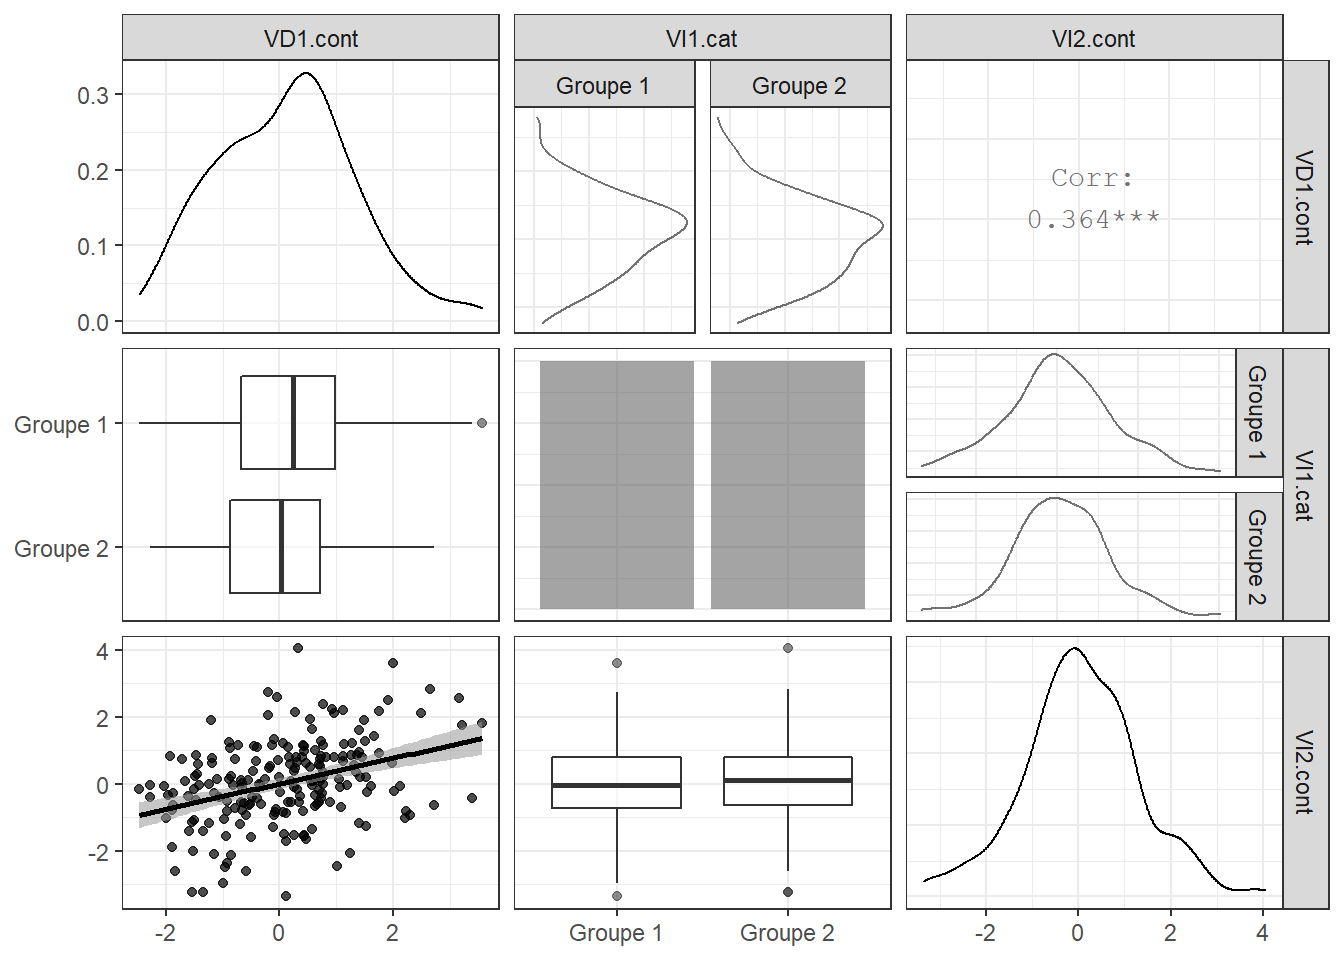 VD1.cont
VI1.cat
VI2.cont
Groupe 1
Groupe 2
0.3
0.2
0.1
0.0
Corr:
0.364***
VD1.cont
Groupe 1
Groupe 2
Groupe 1
Groupe 2
VI1.cat
4
2
0
-2
VI2.cont
-2
0
2
Groupe 1
Groupe 2
-2
0
2
4